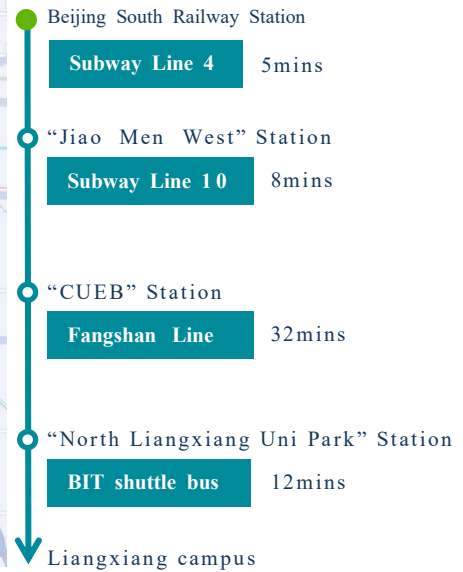 Beijing South Railway Station
Subway Line 4 5mins
“Jiao Men West” Station
Subway Line 10 8mins
“CUEB” Station
Fangshan Line 32mins
“North Liangxiang Uni Park” Station
BIT shuttle bus 12mins
Liangxiang campus